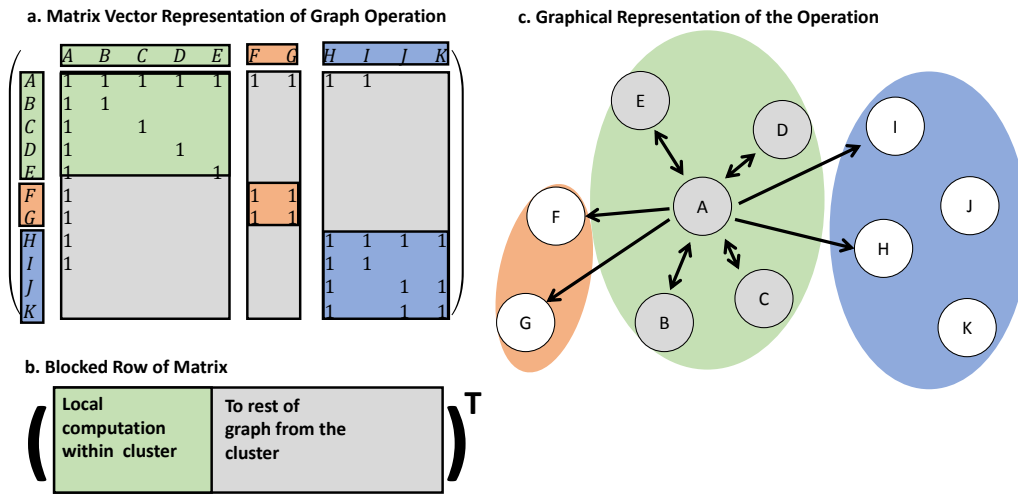 a. Matrix Vector Representation of Graph Operation
A B C D E F G H I J K
A 1 1 1 1 1 1 1 1 1
B 1 1
C 1 1
D 1 1
E 1 1
F 1 1 1
G 1 1 1
H 1 1 1 1 1
I 1 1 1
J 1 1 1
K 1 1 1
b. Blocked Row of Matrix
( Local
computation
within cluster
To rest of
graph from the
cluster
) T
c. Graphical Representation of the Operation
E
D
I
A
J
F
H
C
B
G
K